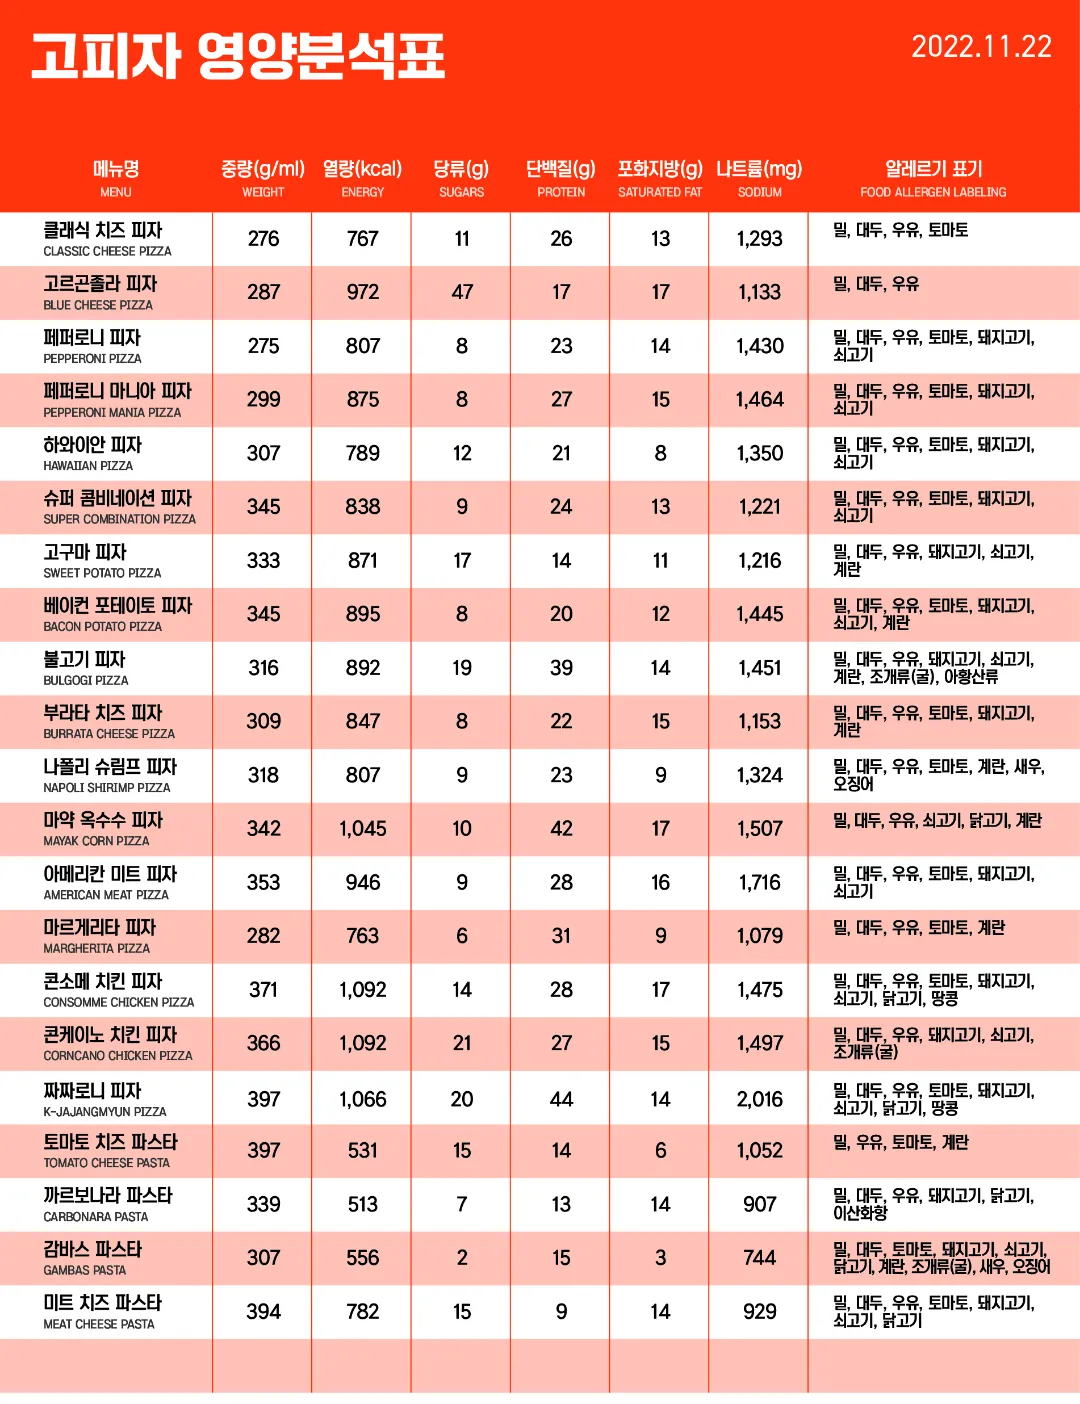 고피자 영양분석표
2022.11.22
메뉴명 중량(g/ml) 열량(kcal) 당류(g) 단백질(g) 포화지방(g) 나트륨(mg) 알레르기 표기
MENU WEIGHT ENERGY SUGARS PROTEIN SATURATED FAT SODIUM FOOD ALLERGEN LABELING
클래식 치즈 피자 276 767 11 26 13 1,293 밀, 대두, 우유, 토마토
CLASSIC CHEESE PIZZA
고르곤졸라 피자 287 972 47 17 17 1,133 밀, 대두, 우유
BLUE CHEESE PIZZA
페퍼로니 피자 275 807 8 23 14 1,430 밀, 대두, 우유, 토마토, 돼지고기,
PEPPERONI PIZZA 쇠고기
페퍼로니 마니아 피자 299 875 8 27 15 1,464 밀, 대두, 우유, 토마토, 돼지고기,
PEPPERONI MANIA PIZZA 쇠고기
하와이안 피자 307 789 12 21 8 1,350 밀, 대두, 우유, 토마토, 돼지고기,
HAWAIIAN PIZZA 쇠고기
슈퍼 콤비네이션 피자 345 838 9 24 13 1,221 밀, 대두, 우유, 토마토, 돼지고기,
SUPER COMBINATION PIZZA 쇠고기
고구마 피자 333 871 17 14 11 1,216 밀, 대두, 우유, 돼지고기, 쇠고기,
SWEET POTATO PIZZA 계란
베이컨 포테이토 피자 345 895 8 20 12 1,445 밀, 대두, 우유, 토마토, 돼지고기,
BACON POTATO PIZZA 쇠고기, 계란
불고기 피자 316 892 19 39 14 1,451 밀, 대두, 우유, 돼지고기, 쇠고기,
BULGOGI PIZZA 계란, 조개류(굴), 아황산류
부라타 치즈 피자 309 847 8 22 15 1,153 밀, 대두, 우유, 토마토, 돼지고기,
BURRATA CHEESE PIZZA 계란
나폴리 슈림프 피자 318 807 9 23 9 1,324 밀, 대두, 우유, 토마토, 계란, 새우,
NAPOLI SHIRIMP PIZZA 오징어
마약 옥수수 피자 342 1,045 10 42 17 1,507 밀, 대두, 우유, 쇠고기, 닭고기, 계란
MAYAK CORN PIZZA
아메리칸 미트 피자 353 946 9 28 16 1,716 밀, 대두, 우유, 토마토, 돼지고기,
AMERICAN MEAT PIZZA 쇠고기
마르게리타 피자 282 763 6 31 9 1,079 밀, 대두, 우유, 토마토, 계란
MARGHERITA PIZZA
콘소메 치킨 피자 371 1,092 14 28 17 1,475 밀, 대두, 우유, 토마토, 돼지고기,
CONSOMME CHICKEN PIZZA 쇠고기, 닭고기, 땅콩
콘케이노 치킨 피자 366 1,092 21 27 15 1,497 밀, 대두, 우유, 돼지고기, 쇠고기,
CORNCANO CHICKEN PIZZA 조개류(굴)
짜짜로니 피자 397 1,066 20 44 14 2,016 밀, 대두, 우유, 토마토, 돼지고기,
K-JAJANGMYUN PIZZA 쇠고기, 닭고기, 땅콩
토마토 치즈 파스타 397 531 15 14 6 1,052 밀, 우유, 토마토, 계란
TOMATO CHEESE PASTA
까르보나라 파스타 339 513 7 13 14 907 밀, 대두, 우유, 돼지고기, 닭고기,
CARBONARA PASTA 이산화항
감바스 파스타 307 556 2 15 3 744 밀, 대두, 토마토, 돼지고기, 쇠고기,
GAMBAS PASTA 닭고기, 계란, 조개류(굴), 새우, 오징어
미트 치즈 파스타 394 782 15 9 14 929 밀, 대두, 우유, 토마토, 돼지고기,
MEAT CHEESE PASTA 쇠고기, 닭고기